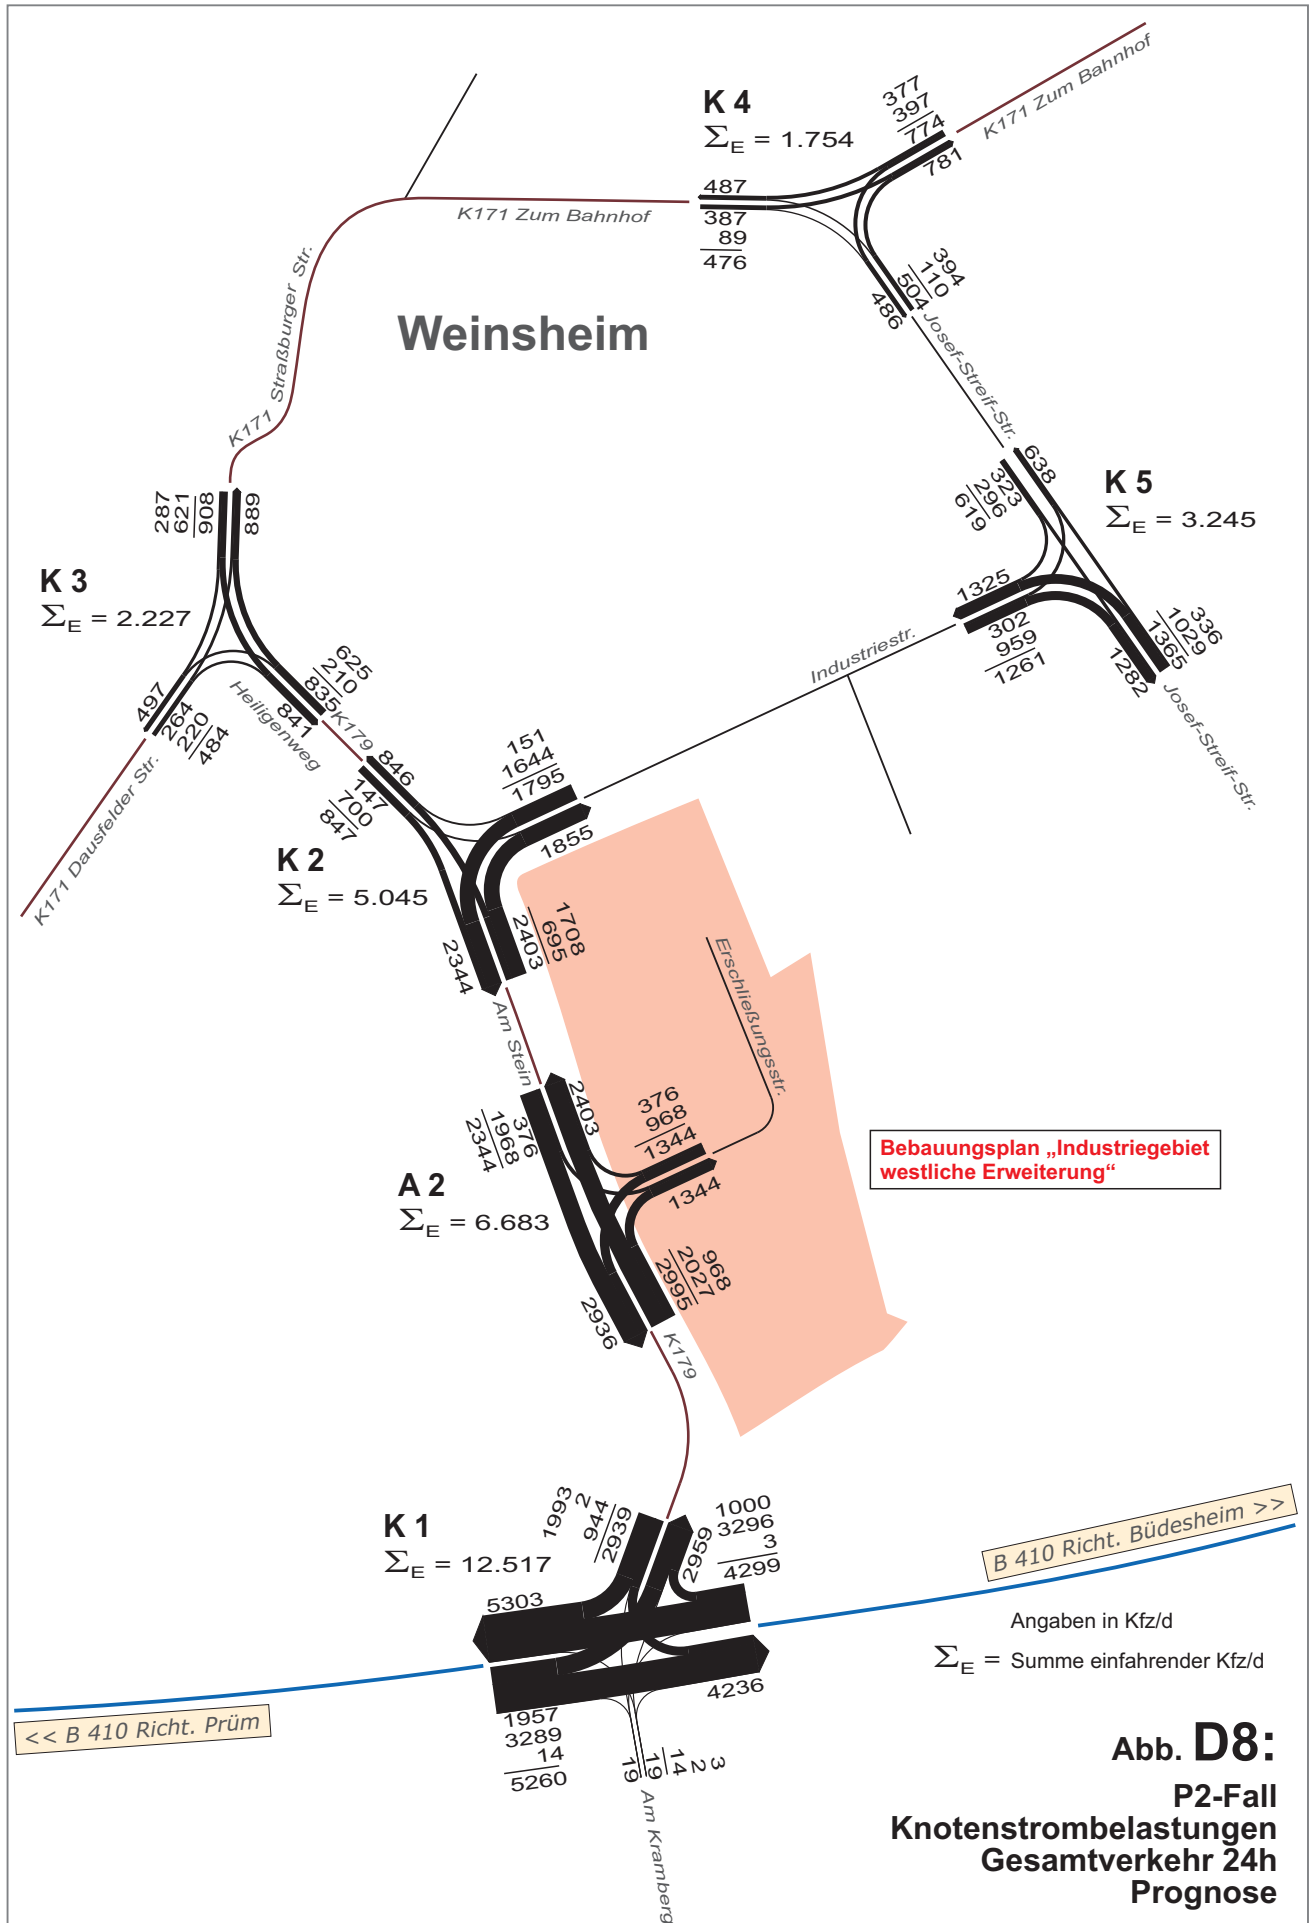 K 4
Σ_E = 1.754
377
397
774
781
K171 Zum Bahnhof
487
387
89
476
K171 Zum Bahnhof
394
110
504
486
Josef-Streif-Str.
Weinsheim
K171 Straßburger Str.
638
323
296
619
K 5
Σ_E = 3.245
1325
302
959
1261
336
1029
1365
1282
Josef-Streif-Str.
Industriestr.
287
621
908
889
K 3
Σ_E = 2.227
497
264
220
484
625
210
835
841
Heiligenweg
K179
K171 Dausfelder Str.
846
147
700
847
151
1644
1795
1855
K 2
Σ_E = 5.045
1708
695
2403
2344
Am Stein
Erschließungsstr.
2403
376
1968
2344
376
968
1344
1344
A 2
Σ_E = 6.683
968
2027
2995
2936
K179
Bebauungsplan „Industriegebiet
westliche Erweiterung“
K 1
Σ_E = 12.517
1993
2
944
2939
2959
1000
3296
3
4299
5303
4236
1957
3289
14
5260
19
19
14
2
3
Am Kramberg
B 410 Richt. Büdesheim >>
<< B 410 Richt. Prüm
Angaben in Kfz/d
Σ_E = Summe einfahrender Kfz/d
Abb. D8:
P2-Fall
Knotenstrombelastungen
Gesamtverkehr 24h
Prognose